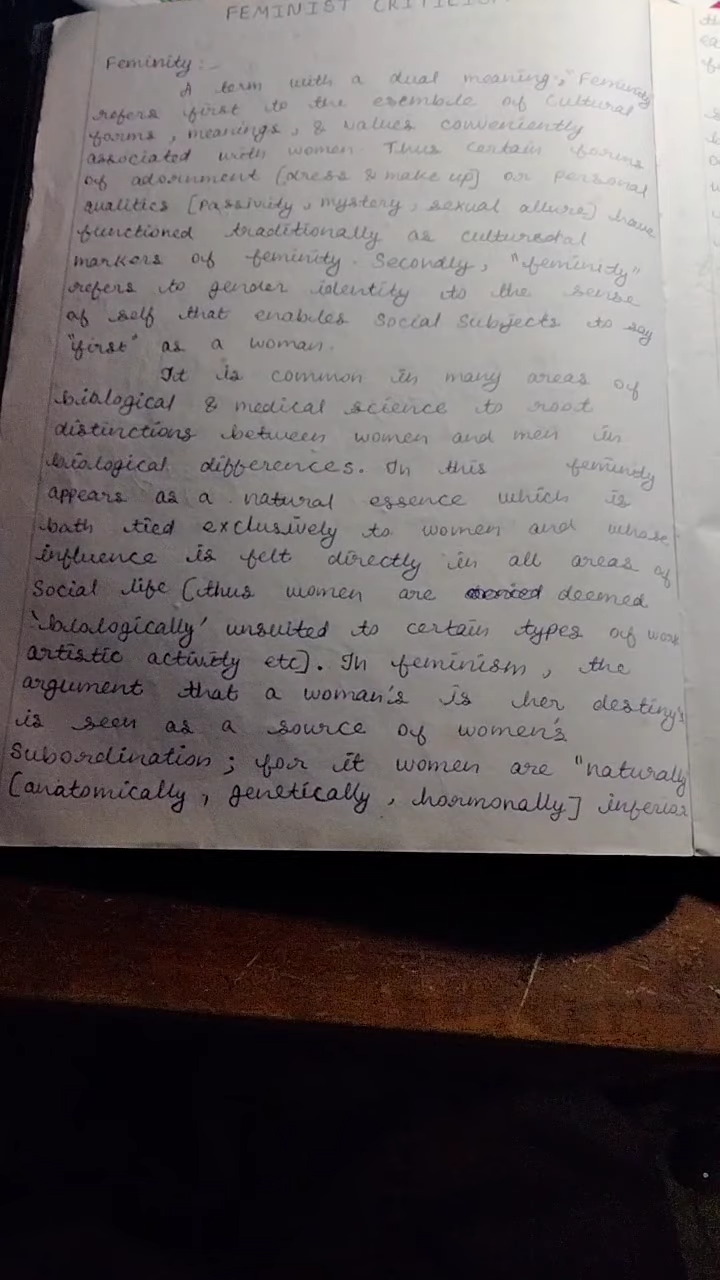 FEMINIST CRITICISM
Feminity :-
A term with a dual meaning, "Feminity
refers first to the esemble of Cultural
forms, meanings, & values conveniently
associated with women. Thus certain forms
of adornment [dress & make up] or personal
qualities [Passivity, mystery, sexual allure] have
functioned traditionally as culturedal
markers of feminity. Secondly, "feminity"
refers to gender identity to the sense
of self that enables Social Subjects to say
"first" as a woman.
It is common in many areas of
biological & medical science to root
distinctions between women and men in
biological differences. In this feminity
appears as a natural essence which is
both tied exclusively to women and whose
influence is felt directly in all areas of
Social life [thus women are deemed
'biologically' unsuited to certain types of work
artistic activity etc]. In feminism, the
argument that a woman's is her destiny's
is seen as a source of women's
Subordination; for it women are "naturally
[anatomically, genetically, hormonally] inferior